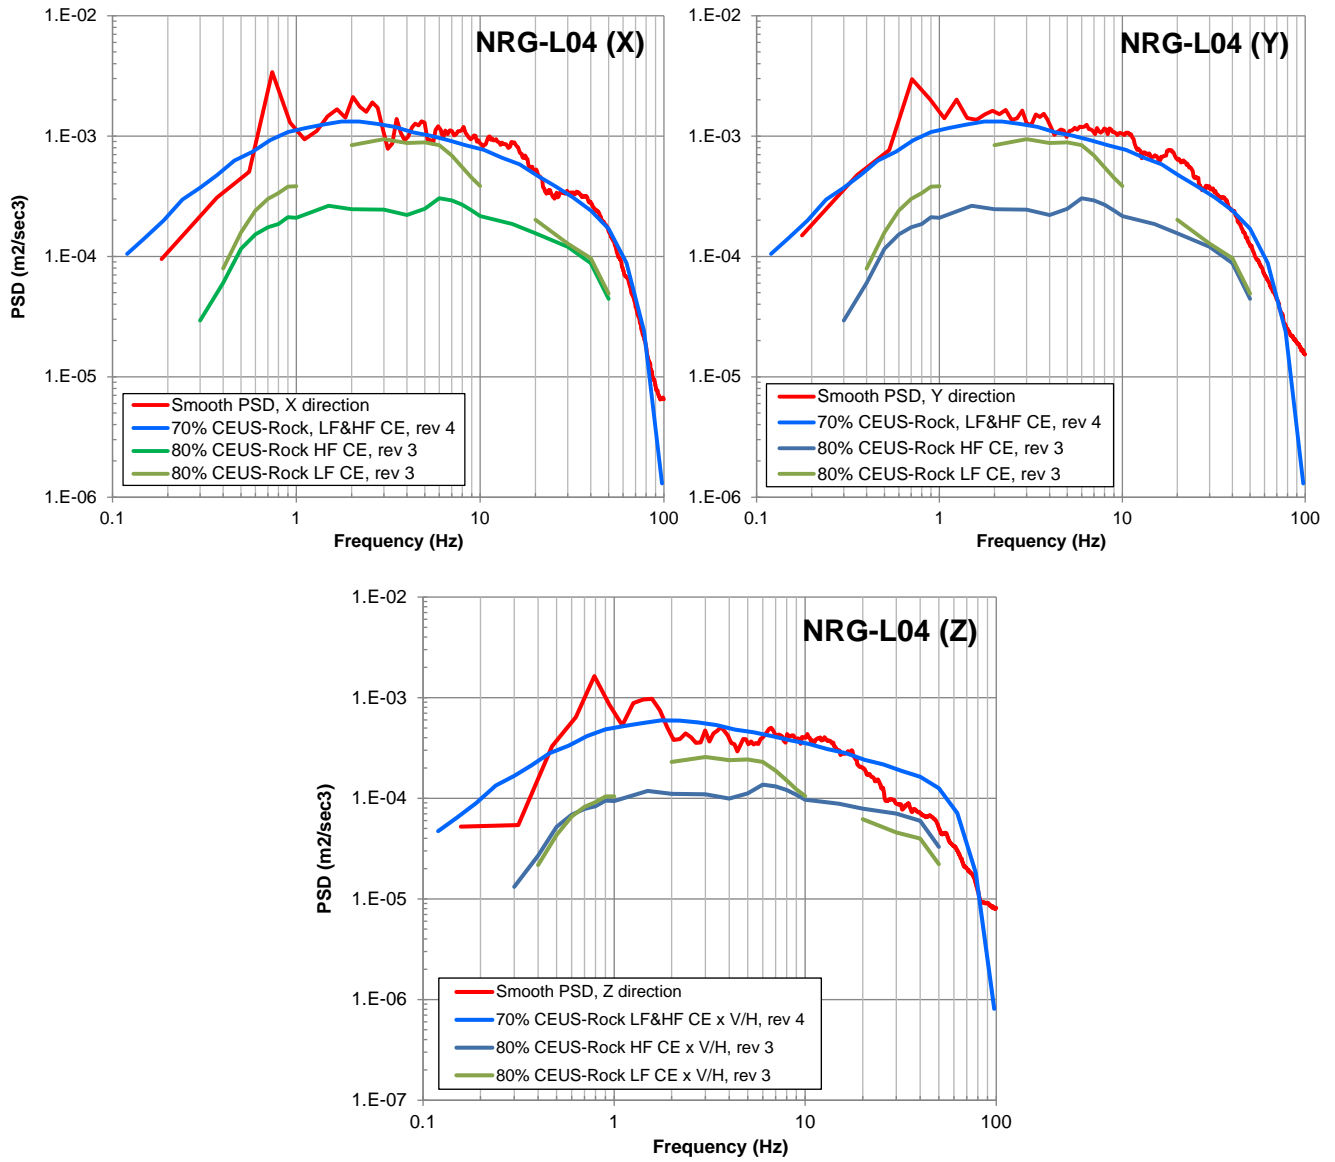 NRG-L04 (X)
1.E-02
1.E-03
1.E-04
1.E-05
1.E-06
PSD (m2/sec3)
Smooth PSD, X direction
70% CEUS-Rock, LF&HF CE, rev 4
80% CEUS-Rock HF CE, rev 3
80% CEUS-Rock LF CE, rev 3
0.1
1
10
100
Frequency (Hz)
NRG-L04 (Y)
1.E-02
1.E-03
1.E-04
1.E-05
1.E-06
Smooth PSD, Y direction
70% CEUS-Rock, LF&HF CE, rev 4
80% CEUS-Rock HF CE, rev 3
80% CEUS-Rock LF CE, rev 3
0.1
1
10
100
Frequency (Hz)
NRG-L04 (Z)
1.E-02
1.E-03
1.E-04
1.E-05
1.E-06
1.E-07
PSD (m2/sec3)
Smooth PSD, Z direction
70% CEUS-Rock LF&HF CE x V/H, rev 4
80% CEUS-Rock HF CE x V/H, rev 3
80% CEUS-Rock LF CE x V/H, rev 3
0.1
1
10
100
Frequency (Hz)